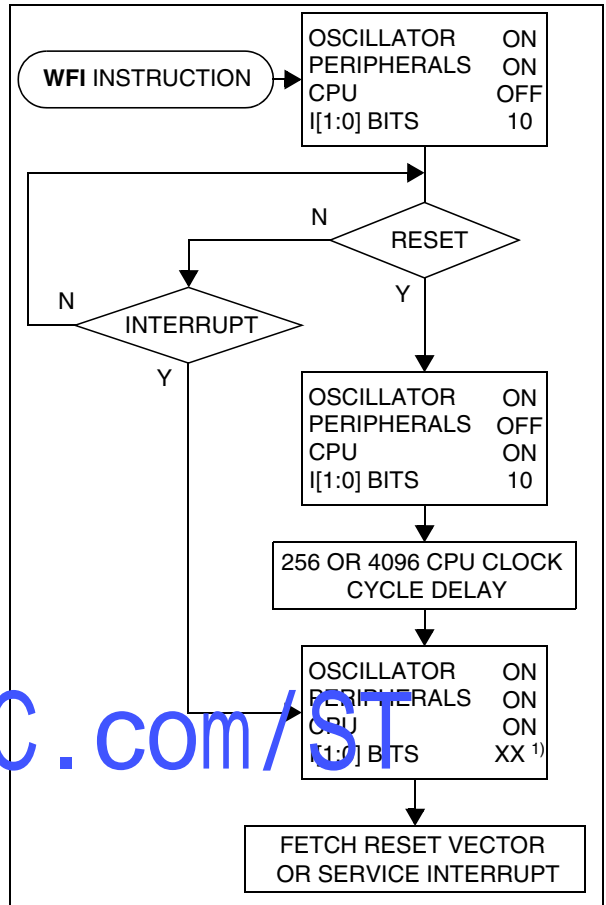 WFI INSTRUCTION
OSCILLATOR ON
PERIPHERALS ON
CPU OFF
I[1:0] BITS 10
N
RESET
N
INTERRUPT
Y
Y
OSCILLATOR ON
PERIPHERALS OFF
CPU ON
I[1:0] BITS 10
256 OR 4096 CPU CLOCK
CYCLE DELAY
OSCILLATOR ON
PERIPHERALS ON
CPU ON
I[1:0] BITS XX 1)
C.com/ST
FETCH RESET VECTOR
OR SERVICE INTERRUPT